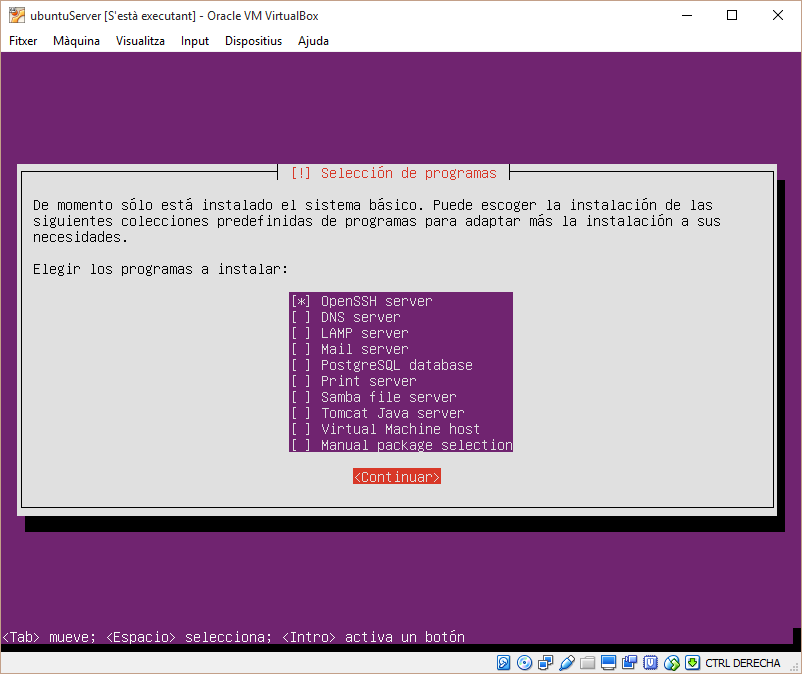 ubuntuServer [S'està executant] - Oracle VM VirtualBox
Fitxer Màquina Visualitza Input Dispositius Ajuda
[!] Selección de programas
De momento sólo está instalado el sistema básico. Puede escoger la instalación de las
siguientes colecciones predefinidas de programas para adaptar más la instalación a sus
necesidades.
Elegir los programas a instalar:
[*] OpenSSH server
[ ] DNS server
[ ] LAMP server
[ ] Mail server
[ ] PostgreSQL database
[ ] Print server
[ ] Samba file server
[ ] Tomcat Java server
[ ] Virtual Machine host
[ ] Manual package selection
<Continuar>
<Tab> mueve; <Espacio> selecciona; <Intro> activa un botón
CTRL DERECHA